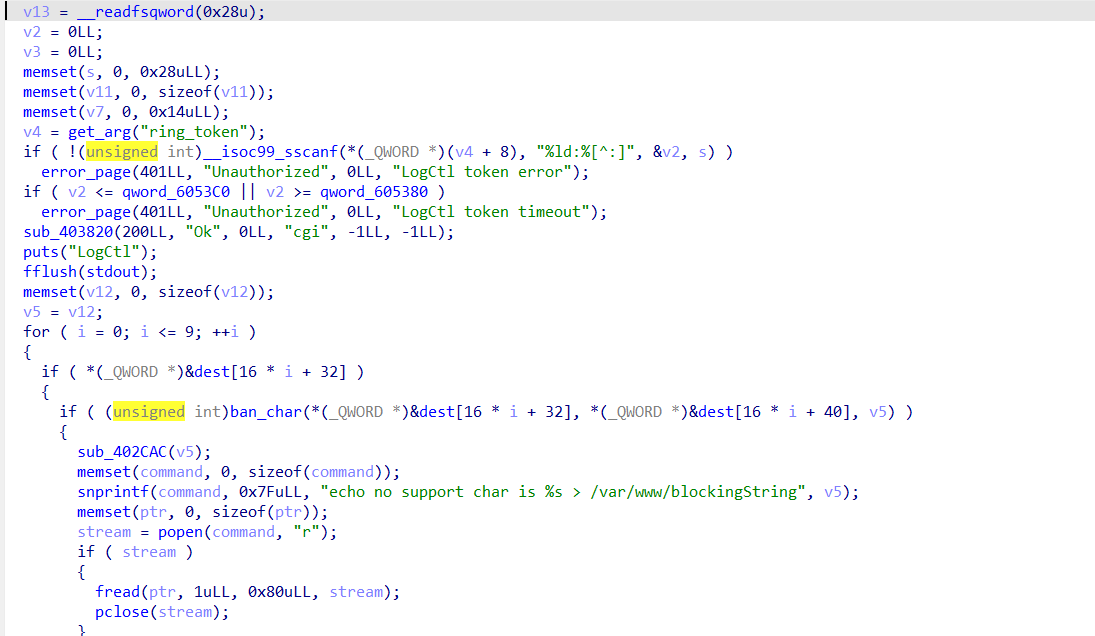 v13 = __readfsqword(0x28u);
v2 = 0LL;
v3 = 0LL;
memset(s, 0, 0x28uLL);
memset(v11, 0, sizeof(v11));
memset(v7, 0, 0x14uLL);
v4 = get_arg("ring_token");
if ( !(unsigned int)__isoc99_sscanf(*(_QWORD *)(v4 + 8), "%ld:%[^:]", &v2, s) )
error_page(401LL, "Unauthorized", 0LL, "LogCtl token error");
if ( v2 <= qword_6053C0 || v2 >= qword_605380 )
error_page(401LL, "Unauthorized", 0LL, "LogCtl token timeout");
sub_403820(200LL, "Ok", 0LL, "cgi", -1LL, -1LL);
puts("LogCtl");
fflush(stdout);
memset(v12, 0, sizeof(v12));
v5 = v12;
for ( i = 0; i <= 9; ++i )
{
if ( *(_QWORD *)&dest[16 * i + 32] )
{
if ( (unsigned int)ban_char(*(_QWORD *)&dest[16 * i + 32], *(_QWORD *)&dest[16 * i + 40], v5) )
{
sub_402CAC(v5);
memset(command, 0, sizeof(command));
snprintf(command, 0x7FuLL, "echo no support char is %s > /var/www/blockingString", v5);
memset(ptr, 0, sizeof(ptr));
stream = popen(command, "r");
if ( stream )
{
fread(ptr, 1uLL, 0x80uLL, stream);
pclose(stream);
}